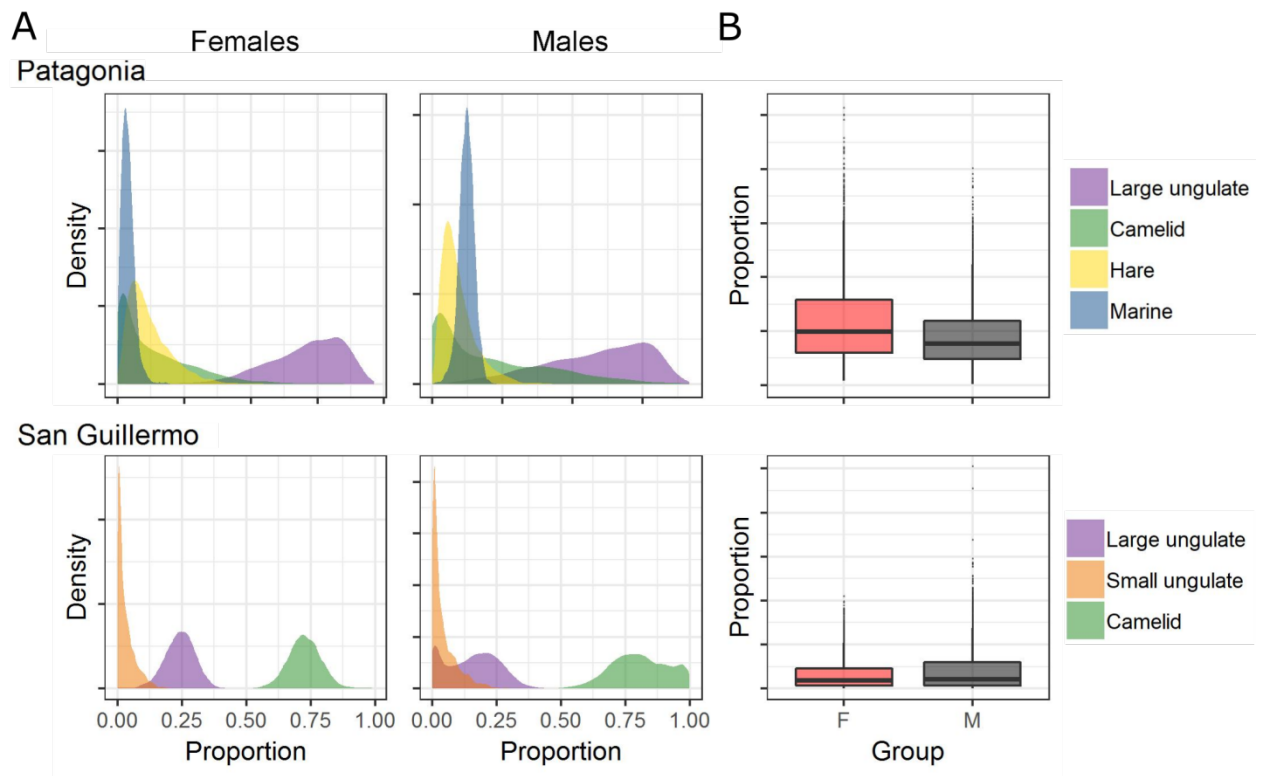 A
B
Females
Males
Patagonia
Density
Proportion
Large ungulate
Camelid
Hare
Marine
San Guillermo
Density
Proportion
Large ungulate
Small ungulate
Camelid
0.00 0.25 0.50 0.75 1.00
0.00 0.25 0.50 0.75 1.00
F M
Proportion
Proportion
Group